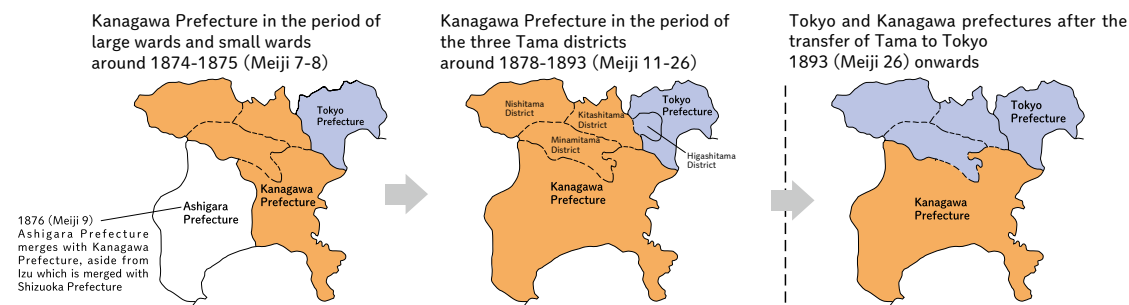 Kanagawa Prefecture in the period of
large wards and small wards
around 1874-1875 (Meiji 7-8)
Tokyo
Prefecture
Kanagawa
Prefecture
Ashigara
Prefecture
1876 (Meiji 9)
Ashigara Prefecture
merges with Kanagawa
Prefecture, aside from
Izu which is merged with
Shizuoka Prefecture
Kanagawa Prefecture in the period of
the three Tama districts
around 1878-1893 (Meiji 11-26)
Nishitama
District
Kitashitama
District
Minamitama
District
Tokyo
Prefecture
Higashitama
District
Kanagawa
Prefecture
Tokyo and Kanagawa prefectures after the
transfer of Tama to Tokyo
1893 (Meiji 26) onwards
Tokyo
Prefecture
Kanagawa
Prefecture